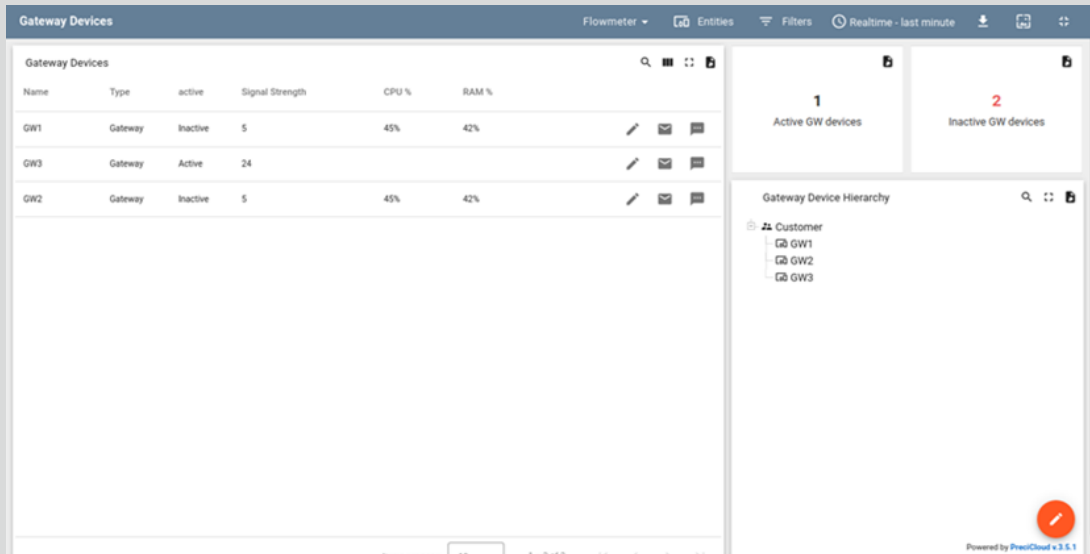 Gateway Devices Flowmeter Entities Filters Realtime - last minute
Gateway Devices
Name Type active Signal Strength CPU % RAM %
GW1 Gateway Inactive 5 45% 42%
GW3 Gateway Active 24
GW2 Gateway Inactive 5 45% 42%
1
Active GW devices
2
Inactive GW devices
Gateway Device Hierarchy
Customer
GW1
GW2
GW3
Powered by PreciCloud v.3.5.1